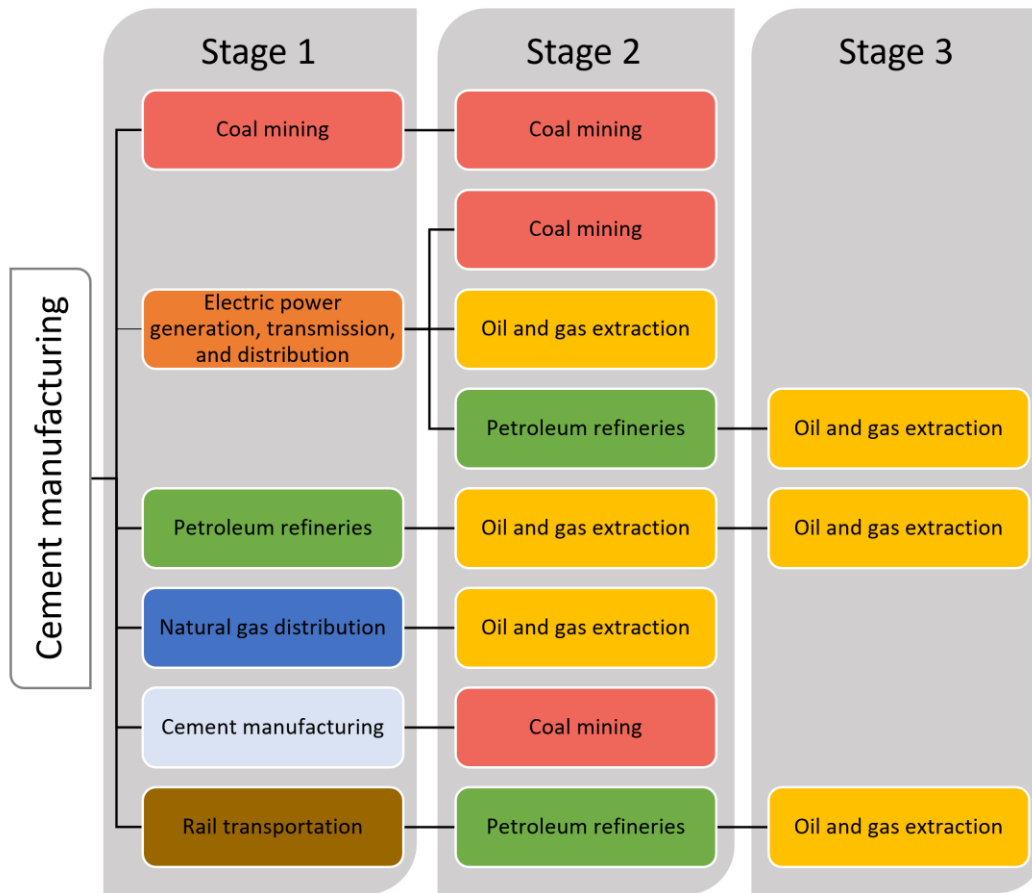 Stage 1
Stage 2
Stage 3
Cement manufacturing
Coal mining
Coal mining
Coal mining
Electric power
generation, transmission,
and distribution
Oil and gas extraction
Petroleum refineries
Oil and gas extraction
Petroleum refineries
Oil and gas extraction
Oil and gas extraction
Natural gas distribution
Oil and gas extraction
Cement manufacturing
Coal mining
Rail transportation
Petroleum refineries
Oil and gas extraction